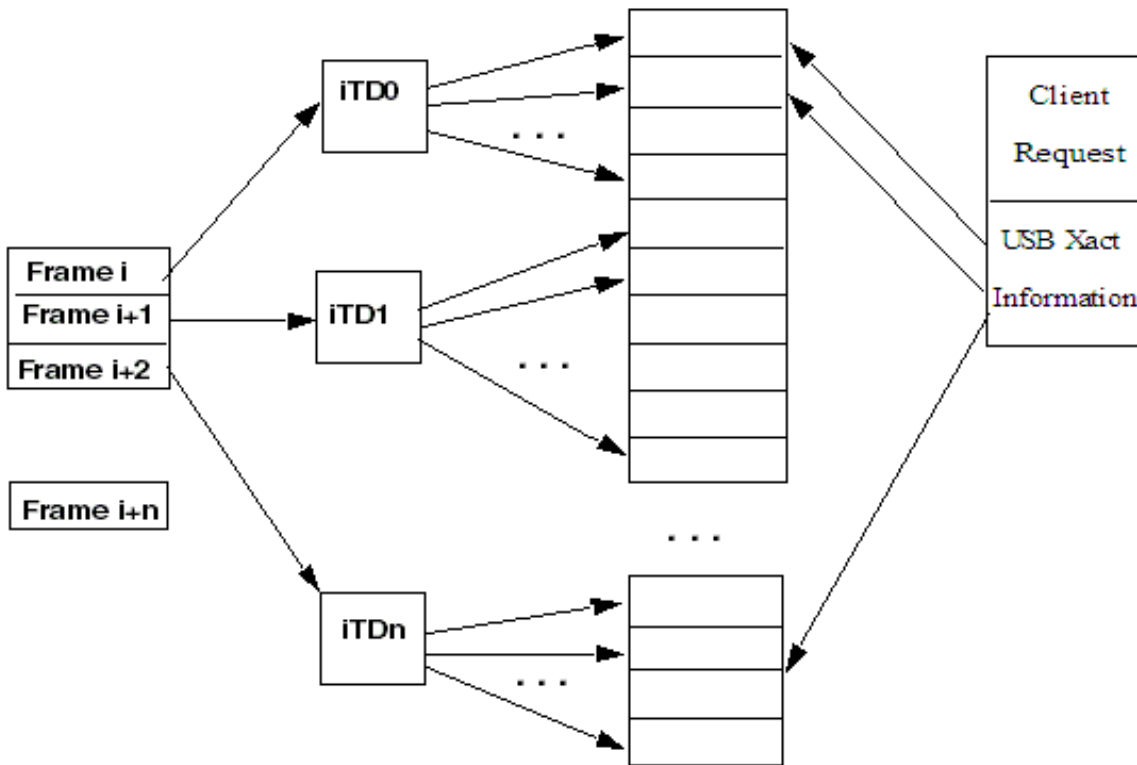 iTD0
Client
Request
. . .
USB Xact
Information
Frame i
Frame i+1
Frame i+2
iTD1
. . .
Frame i+n
. . .
iTDn
. . .